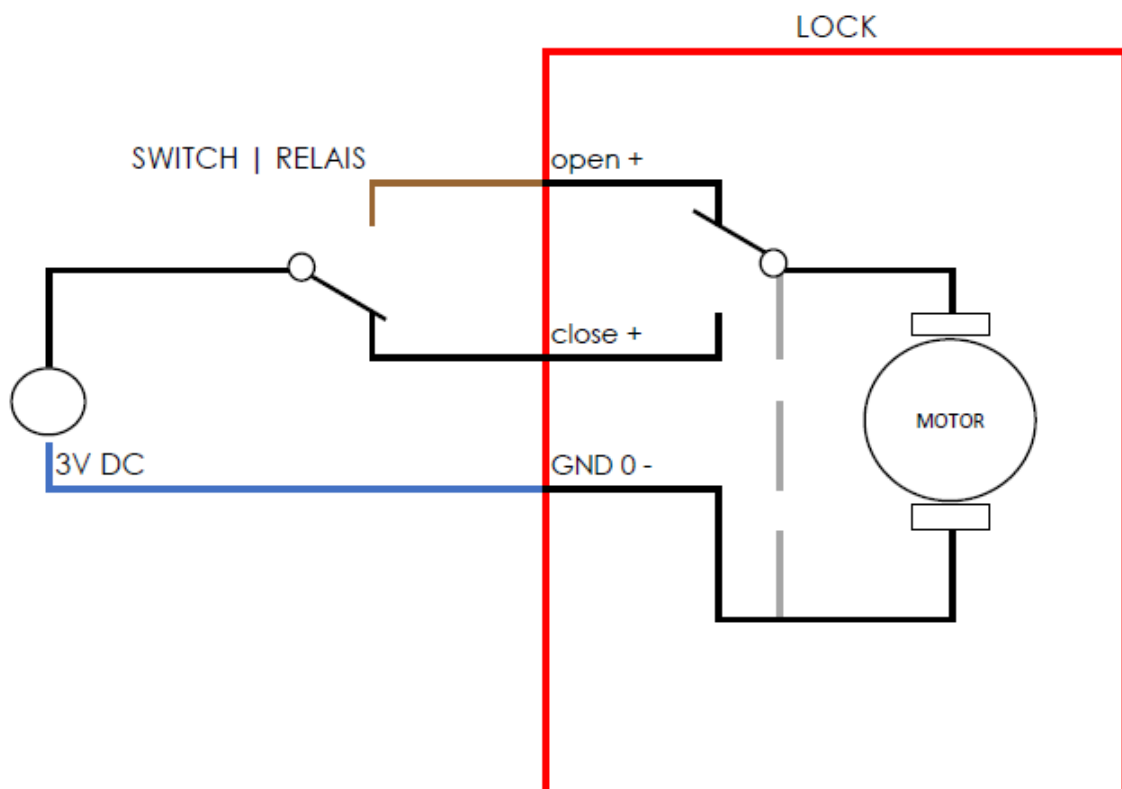 LOCK
SWITCH | RELAIS
open +
close +
MOTOR
3V DC
GND 0 -